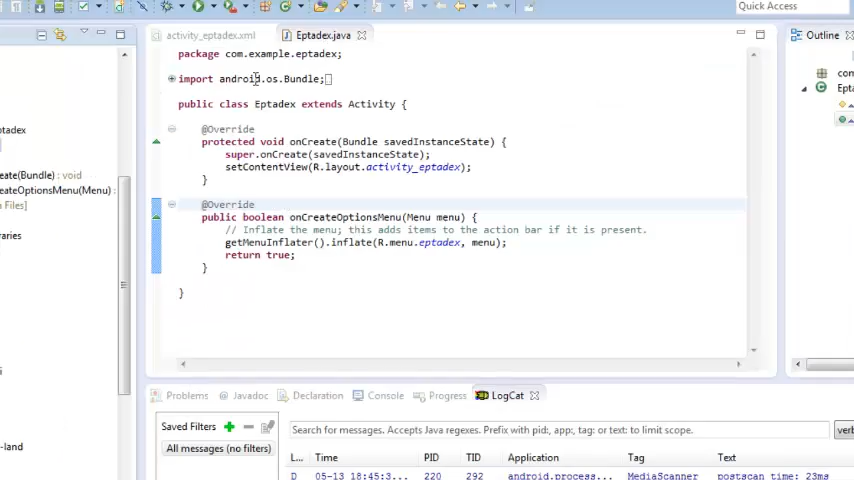 Quick Access
activity_eptadex.xml
Eptadex.java
Outline
package com.example.eptadex;
import android.os.Bundle;
public class Eptadex extends Activity {
@Override
protected void onCreate(Bundle savedInstanceState) {
super.onCreate(savedInstanceState);
setContentView(R.layout.activity_eptadex);
}
@Override
public boolean onCreateOptionsMenu(Menu menu) {
// Inflate the menu; this adds items to the action bar if it is present.
getMenuInflater().inflate(R.menu.eptadex, menu);
return true;
}
}
com
Epta
ptadex
reate(Bundle) : void
reateOptionsMenu(Menu) :
a Files]
raries
i
-land
Problems
@ Javadoc
Declaration
Console
Progress
LogCat
Saved Filters
All messages (no filters)
Search for messages. Accepts Java regexes. Prefix with pid:, app:, tag: or text: to limit scope.
verb
L... Time PID TID Application Tag Text
D 05-13 18:45:3... 220 292 android.process... MediaScanner postscan time: 23ms